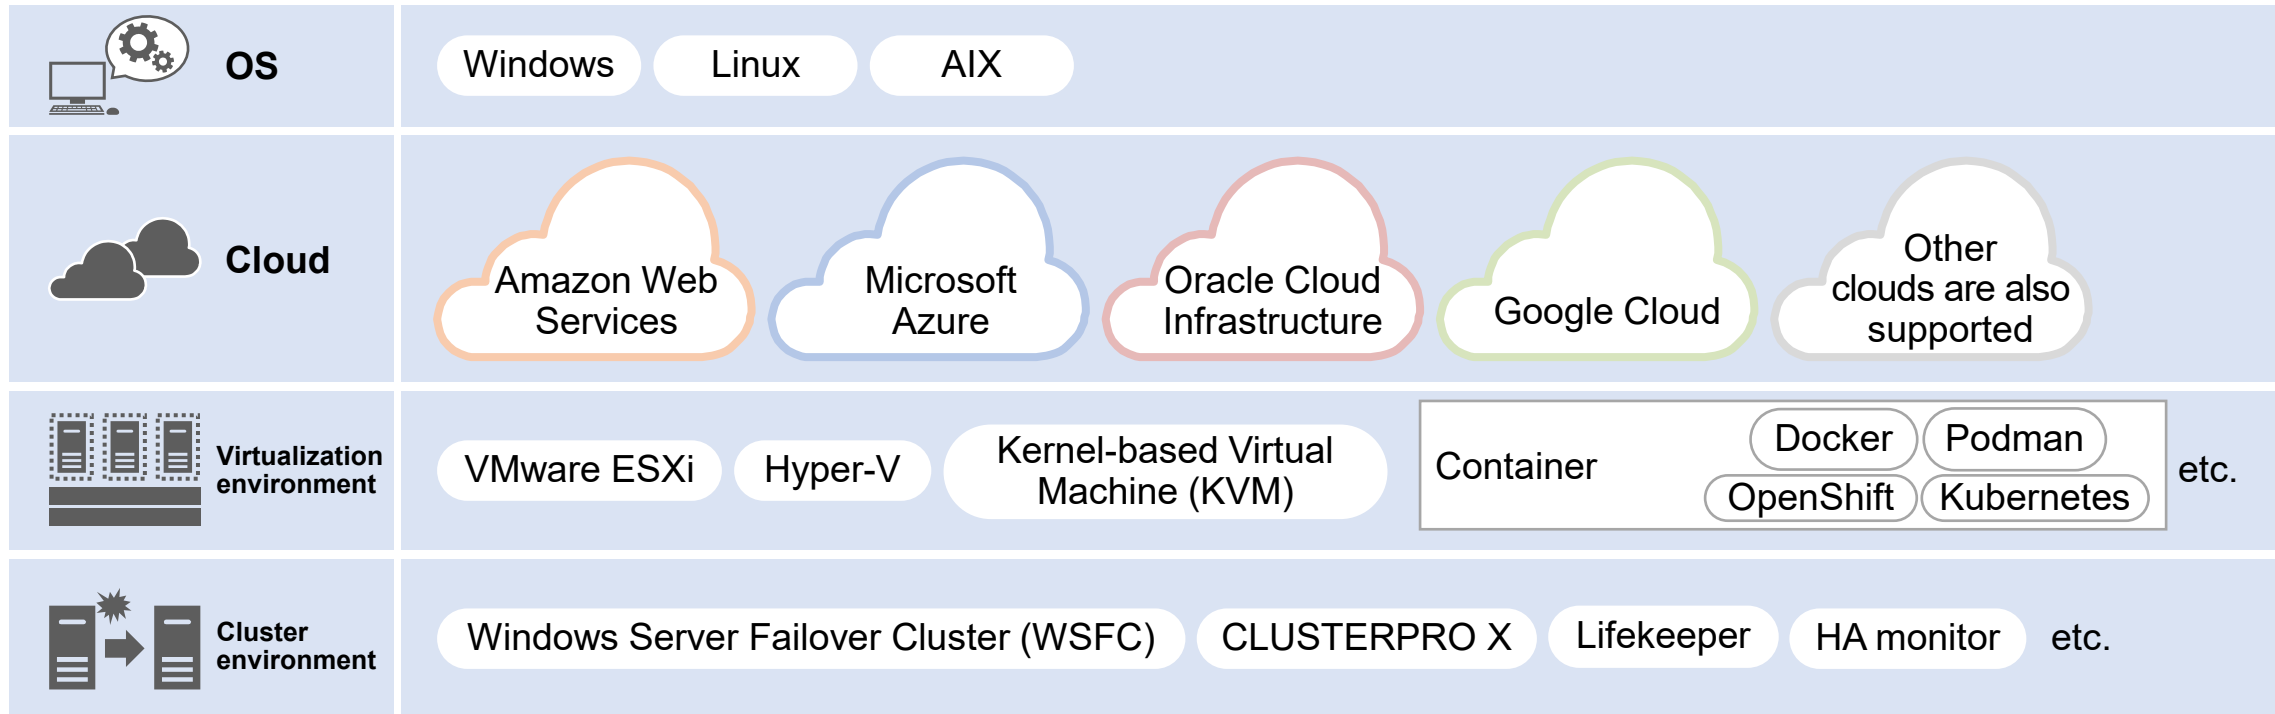 OS
Windows
Linux
AIX
Cloud
Amazon Web
Services
Microsoft
Azure
Oracle Cloud
Infrastructure
Google Cloud
Other
clouds are also
supported
Virtualization
environment
VMware ESXi
Hyper-V
Kernel-based Virtual
Machine (KVM)
Container
Docker
Podman
OpenShift
Kubernetes
etc.
Cluster
environment
Windows Server Failover Cluster (WSFC)
CLUSTERPRO X
Lifekeeper
HA monitor
etc.